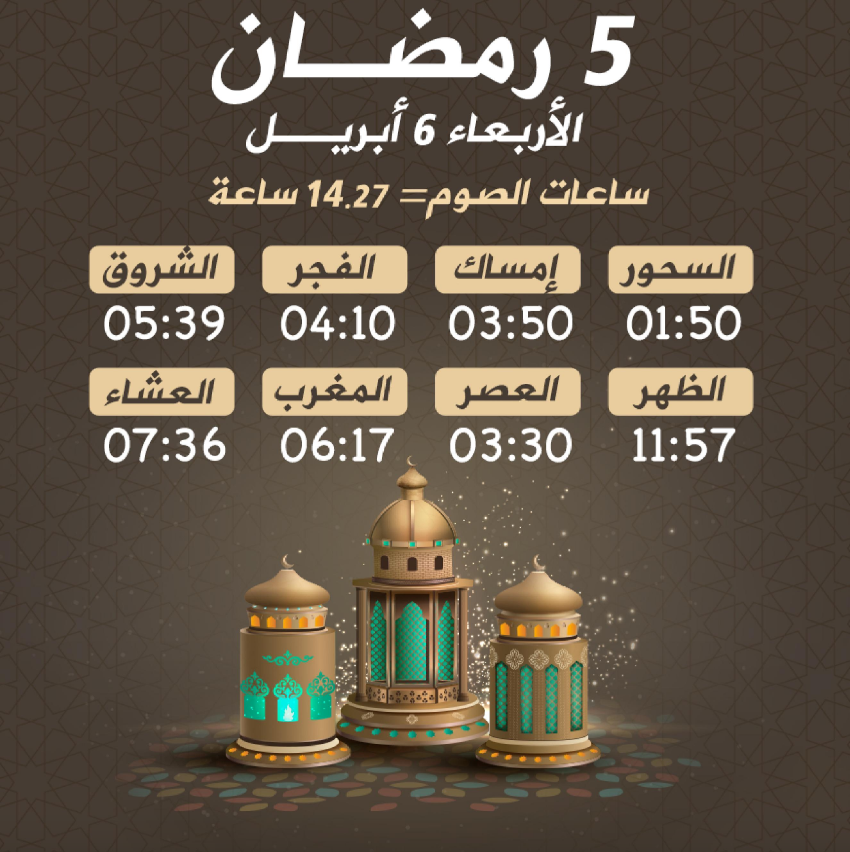 5 رمضان
الأربعاء 6 أبريل
ساعات الصوم= 14.27 ساعة
السحور إمساك الفجر الشروق
01:50 03:50 04:10 05:39
الظهر العصر المغرب العشاء
11:57 03:30 06:17 07:36